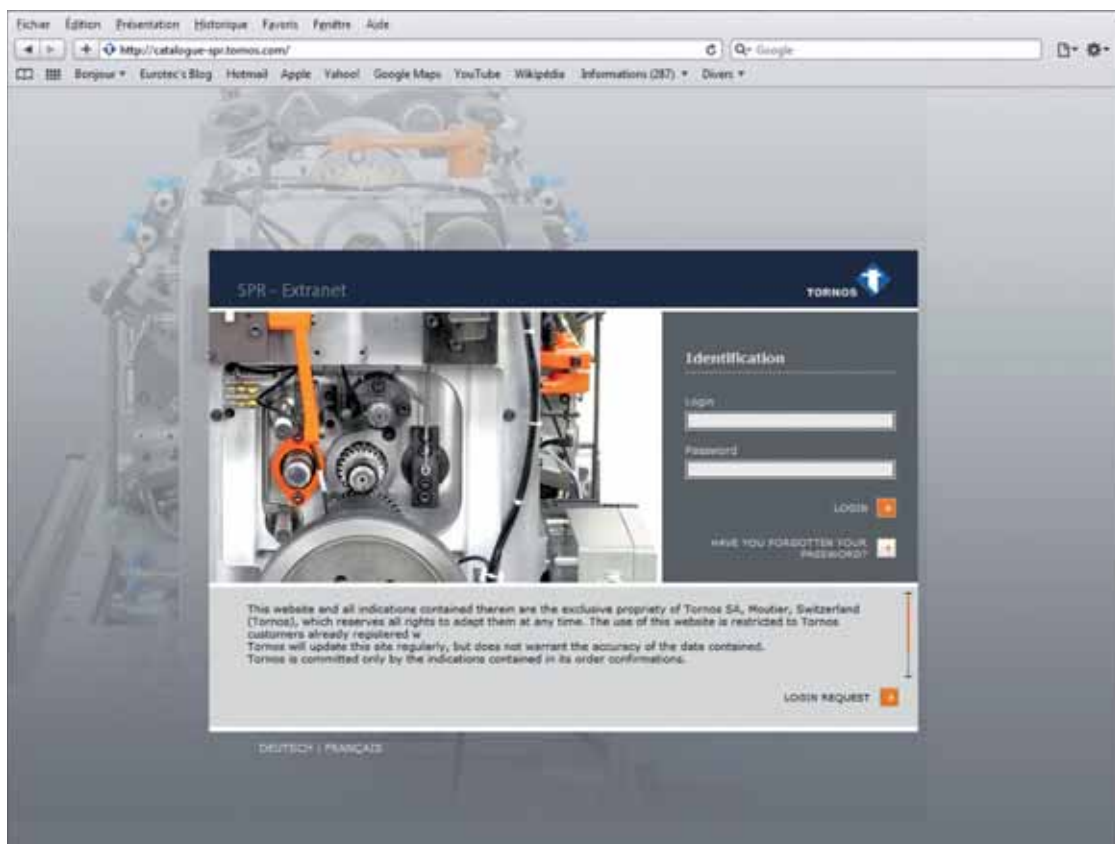 Fichier Édition Présentation Historique Favoris Fenêtre Aide
http://catalogue-spr.tornos.com/
Google
Bonjour Eurotec's Blog Hotmail Apple Yahoo! Google Maps YouTube Wikipédia Informations (287) Divers
SPR - Extranet
TORNOS
Identification
Login
Password
LOGIN
HAVE YOU FORGOTTEN YOUR
PASSWORD?
This website and all indications contained therein are the exclusive propriety of Tornos SA, Moutier, Switzerland
(Tornos), which reserves all rights to adapt them at any time. The use of this website is restricted to Tornos
customers already registered w
Tornos will update this site regularly, but does not warrant the accuracy of the data contained.
Tornos is committed only by the indications contained in its order confirmations.
LOGIN REQUEST
DEUTSCH | FRANÇAIS